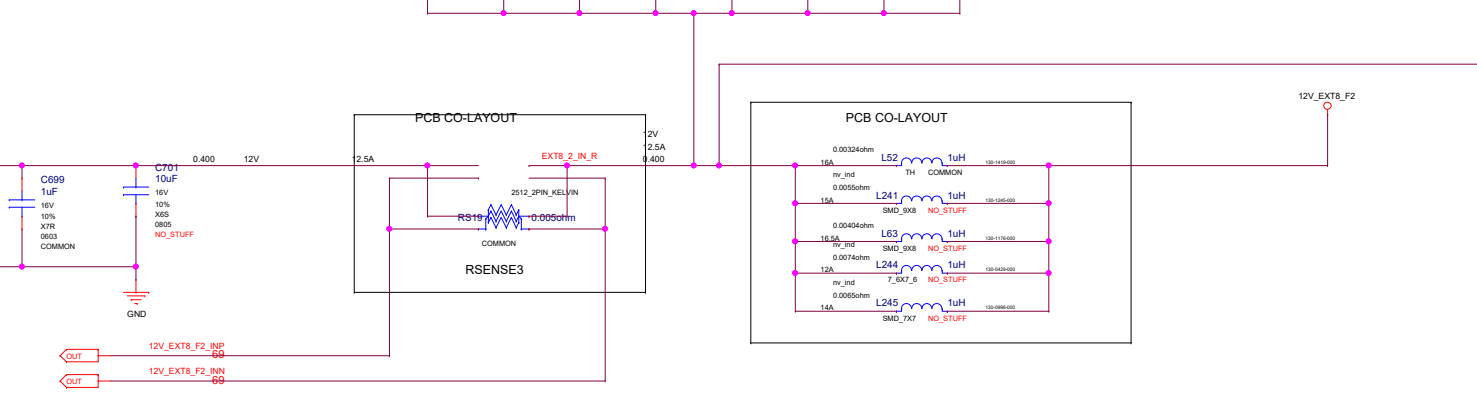 12V_EXT8_F2
PCB CO-LAYOUT
PCB CO-LAYOUT
12V
12.5A
0.400
0.400
12V
12.5A
EXT8_2_IN_R
C699
1uF
16V
10%
X7R
0603
COMMON
C701
10uF
16V
10%
X6S
0805
NO_STUFF
GND
2512_2PIN_KELVIN
RS19
0.005ohm
COMMON
RSENSE3
0.00324ohm
16A
L52
1uH
130-1419-000
TH
COMMON
nv_ind
0.0055ohm
15A
L241
1uH
130-1245-000
SMD_9X8
NO_STUFF
0.00404ohm
16.5A
L63
1uH
130-1176-000
SMD_9X8
NO_STUFF
nv_ind
0.0074ohm
12A
L244
1uH
130-0429-000
7_6X7_6
NO_STUFF
nv_ind
0.0065ohm
14A
L245
1uH
130-0996-000
SMD_7X7
NO_STUFF
OUT
12V_EXT8_F2_INP
69
OUT
12V_EXT8_F2_INN
69